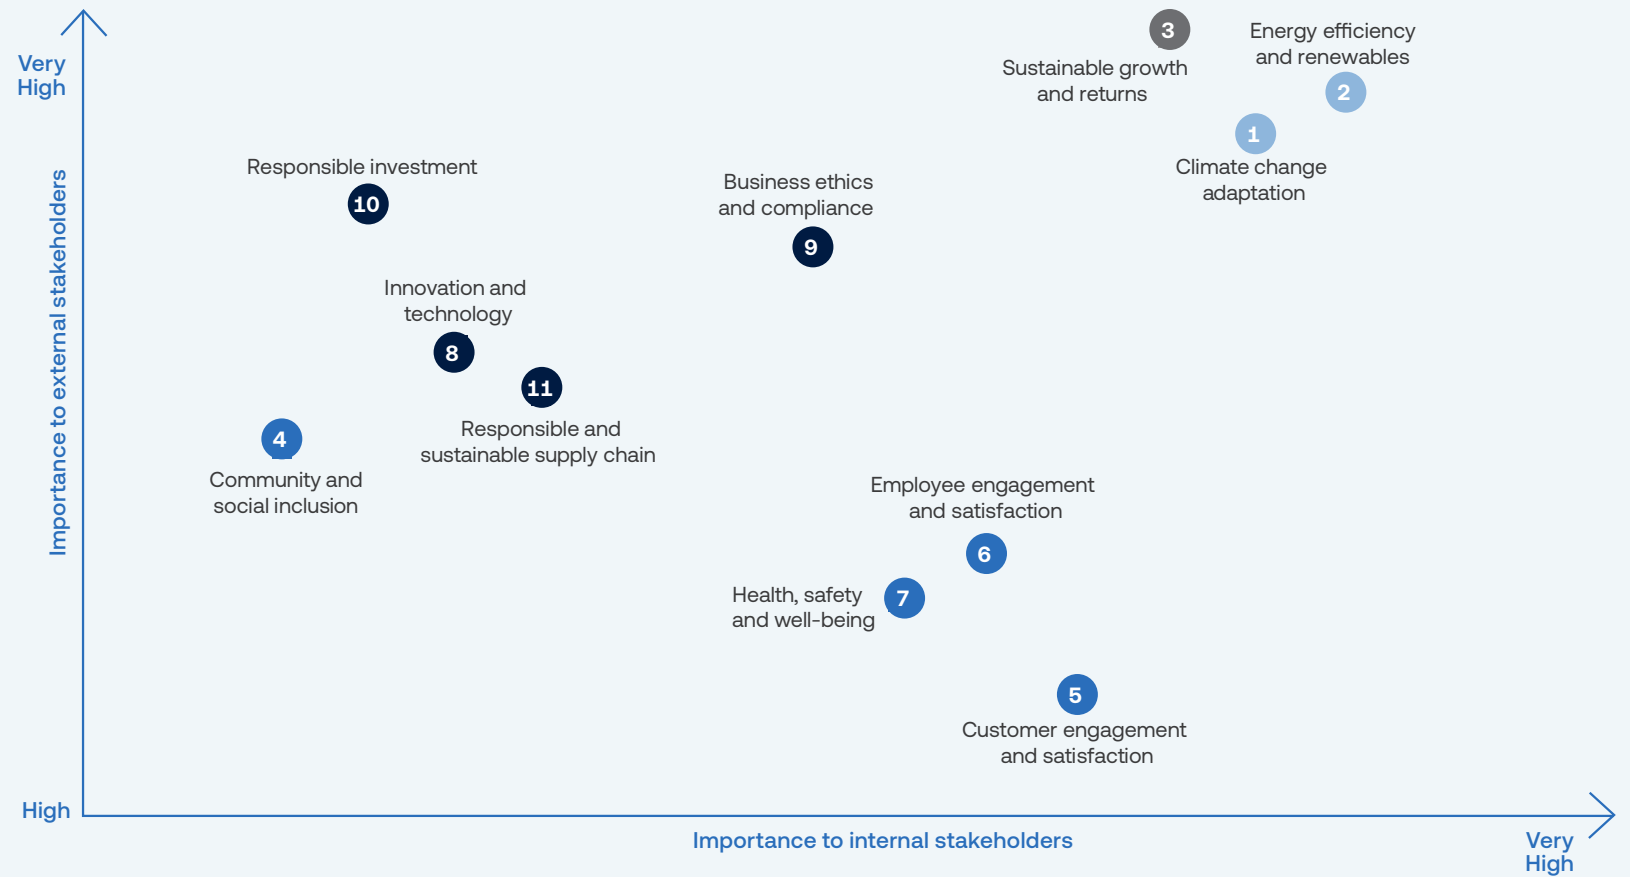 3
Energy efficiency
and renewables
Very
High
Sustainable growth
and returns
2
1
Climate change
adaptation
Responsible investment
10
Business ethics
and compliance
9
Importance to external stakeholders
Innovation and
technology
8
11
Responsible and
sustainable supply chain
4
Community and
social inclusion
Employee engagement
and satisfaction
6
Health, safety
and well-being
7
5
Customer engagement
and satisfaction
High
Importance to internal stakeholders
Very
High